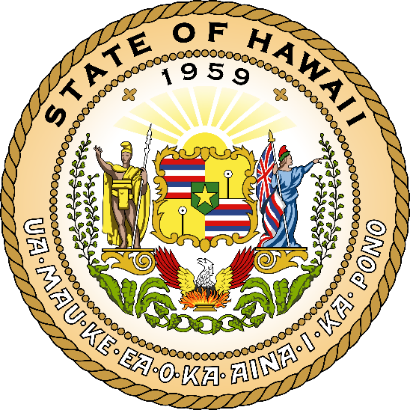 STATE OF HAWAII
1959
UA·MAU·KE·EA·O·KA·AINA·I·KA·PONO